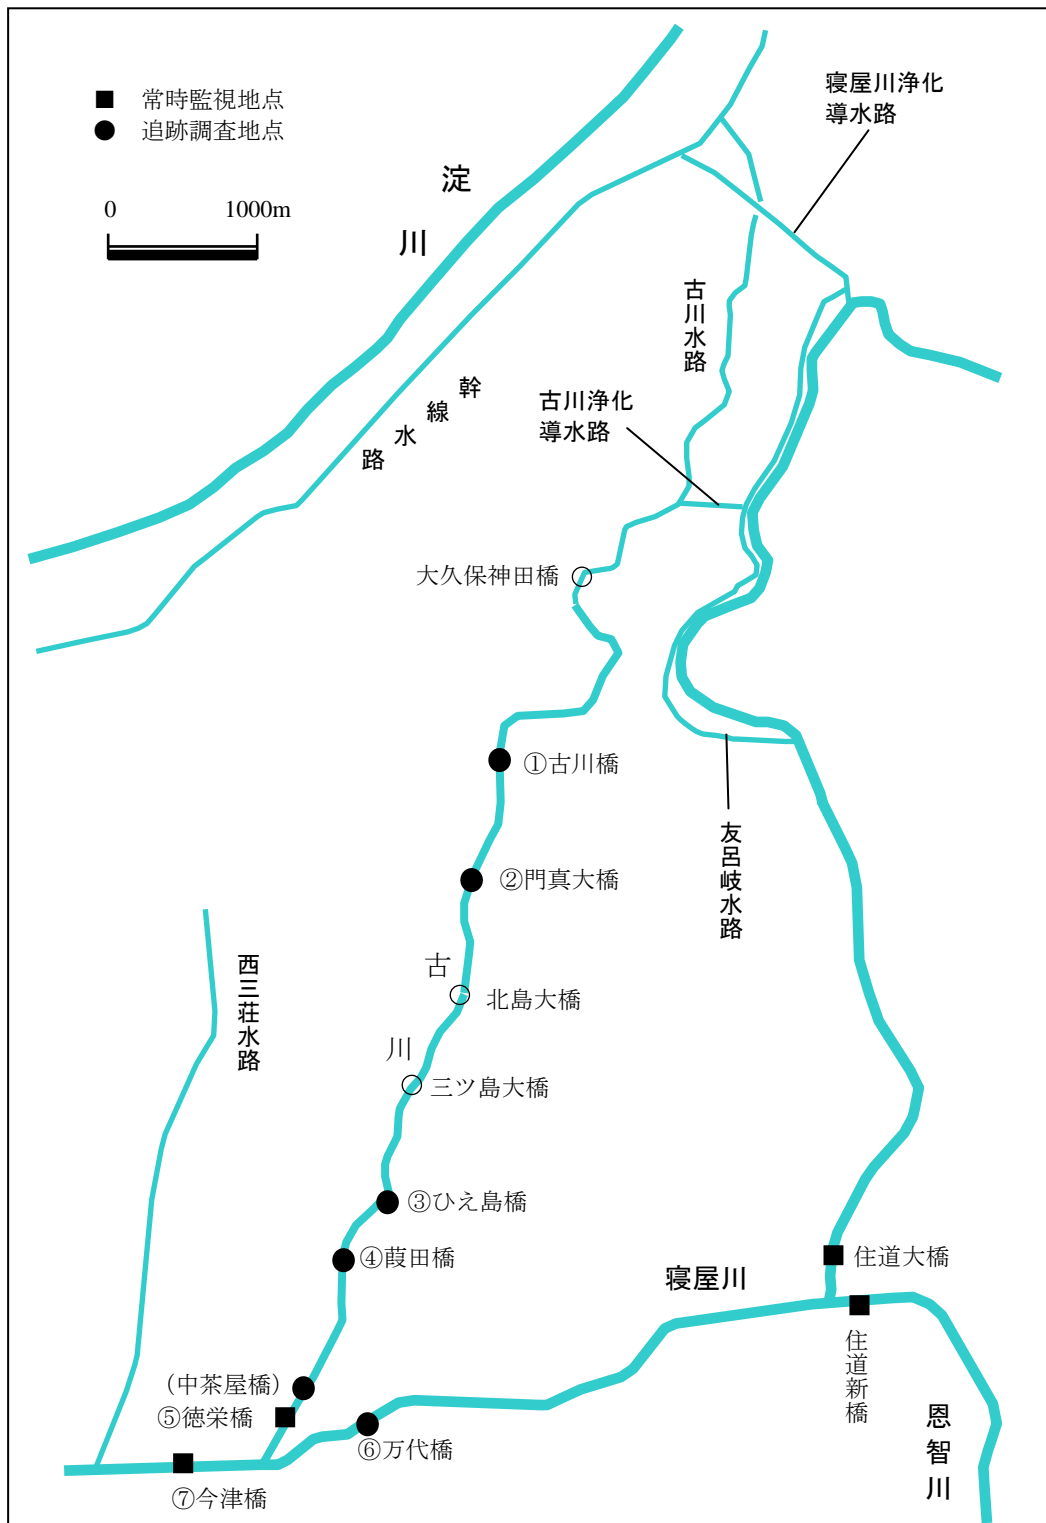 常時監視地点
追跡調査地点
0 1000m
淀川
寝屋川浄化
導水路
古川水路
幹線水路
古川浄化
導水路
大久保神田橋
①古川橋
②門真大橋
友呂岐水路
西三荘水路
古川
北島大橋
三ツ島大橋
③ひえ島橋
④葭田橋
住道大橋
寝屋川
住道新橋
(中茶屋橋)
⑤徳栄橋
⑥万代橋
恩智川
⑦今津橋